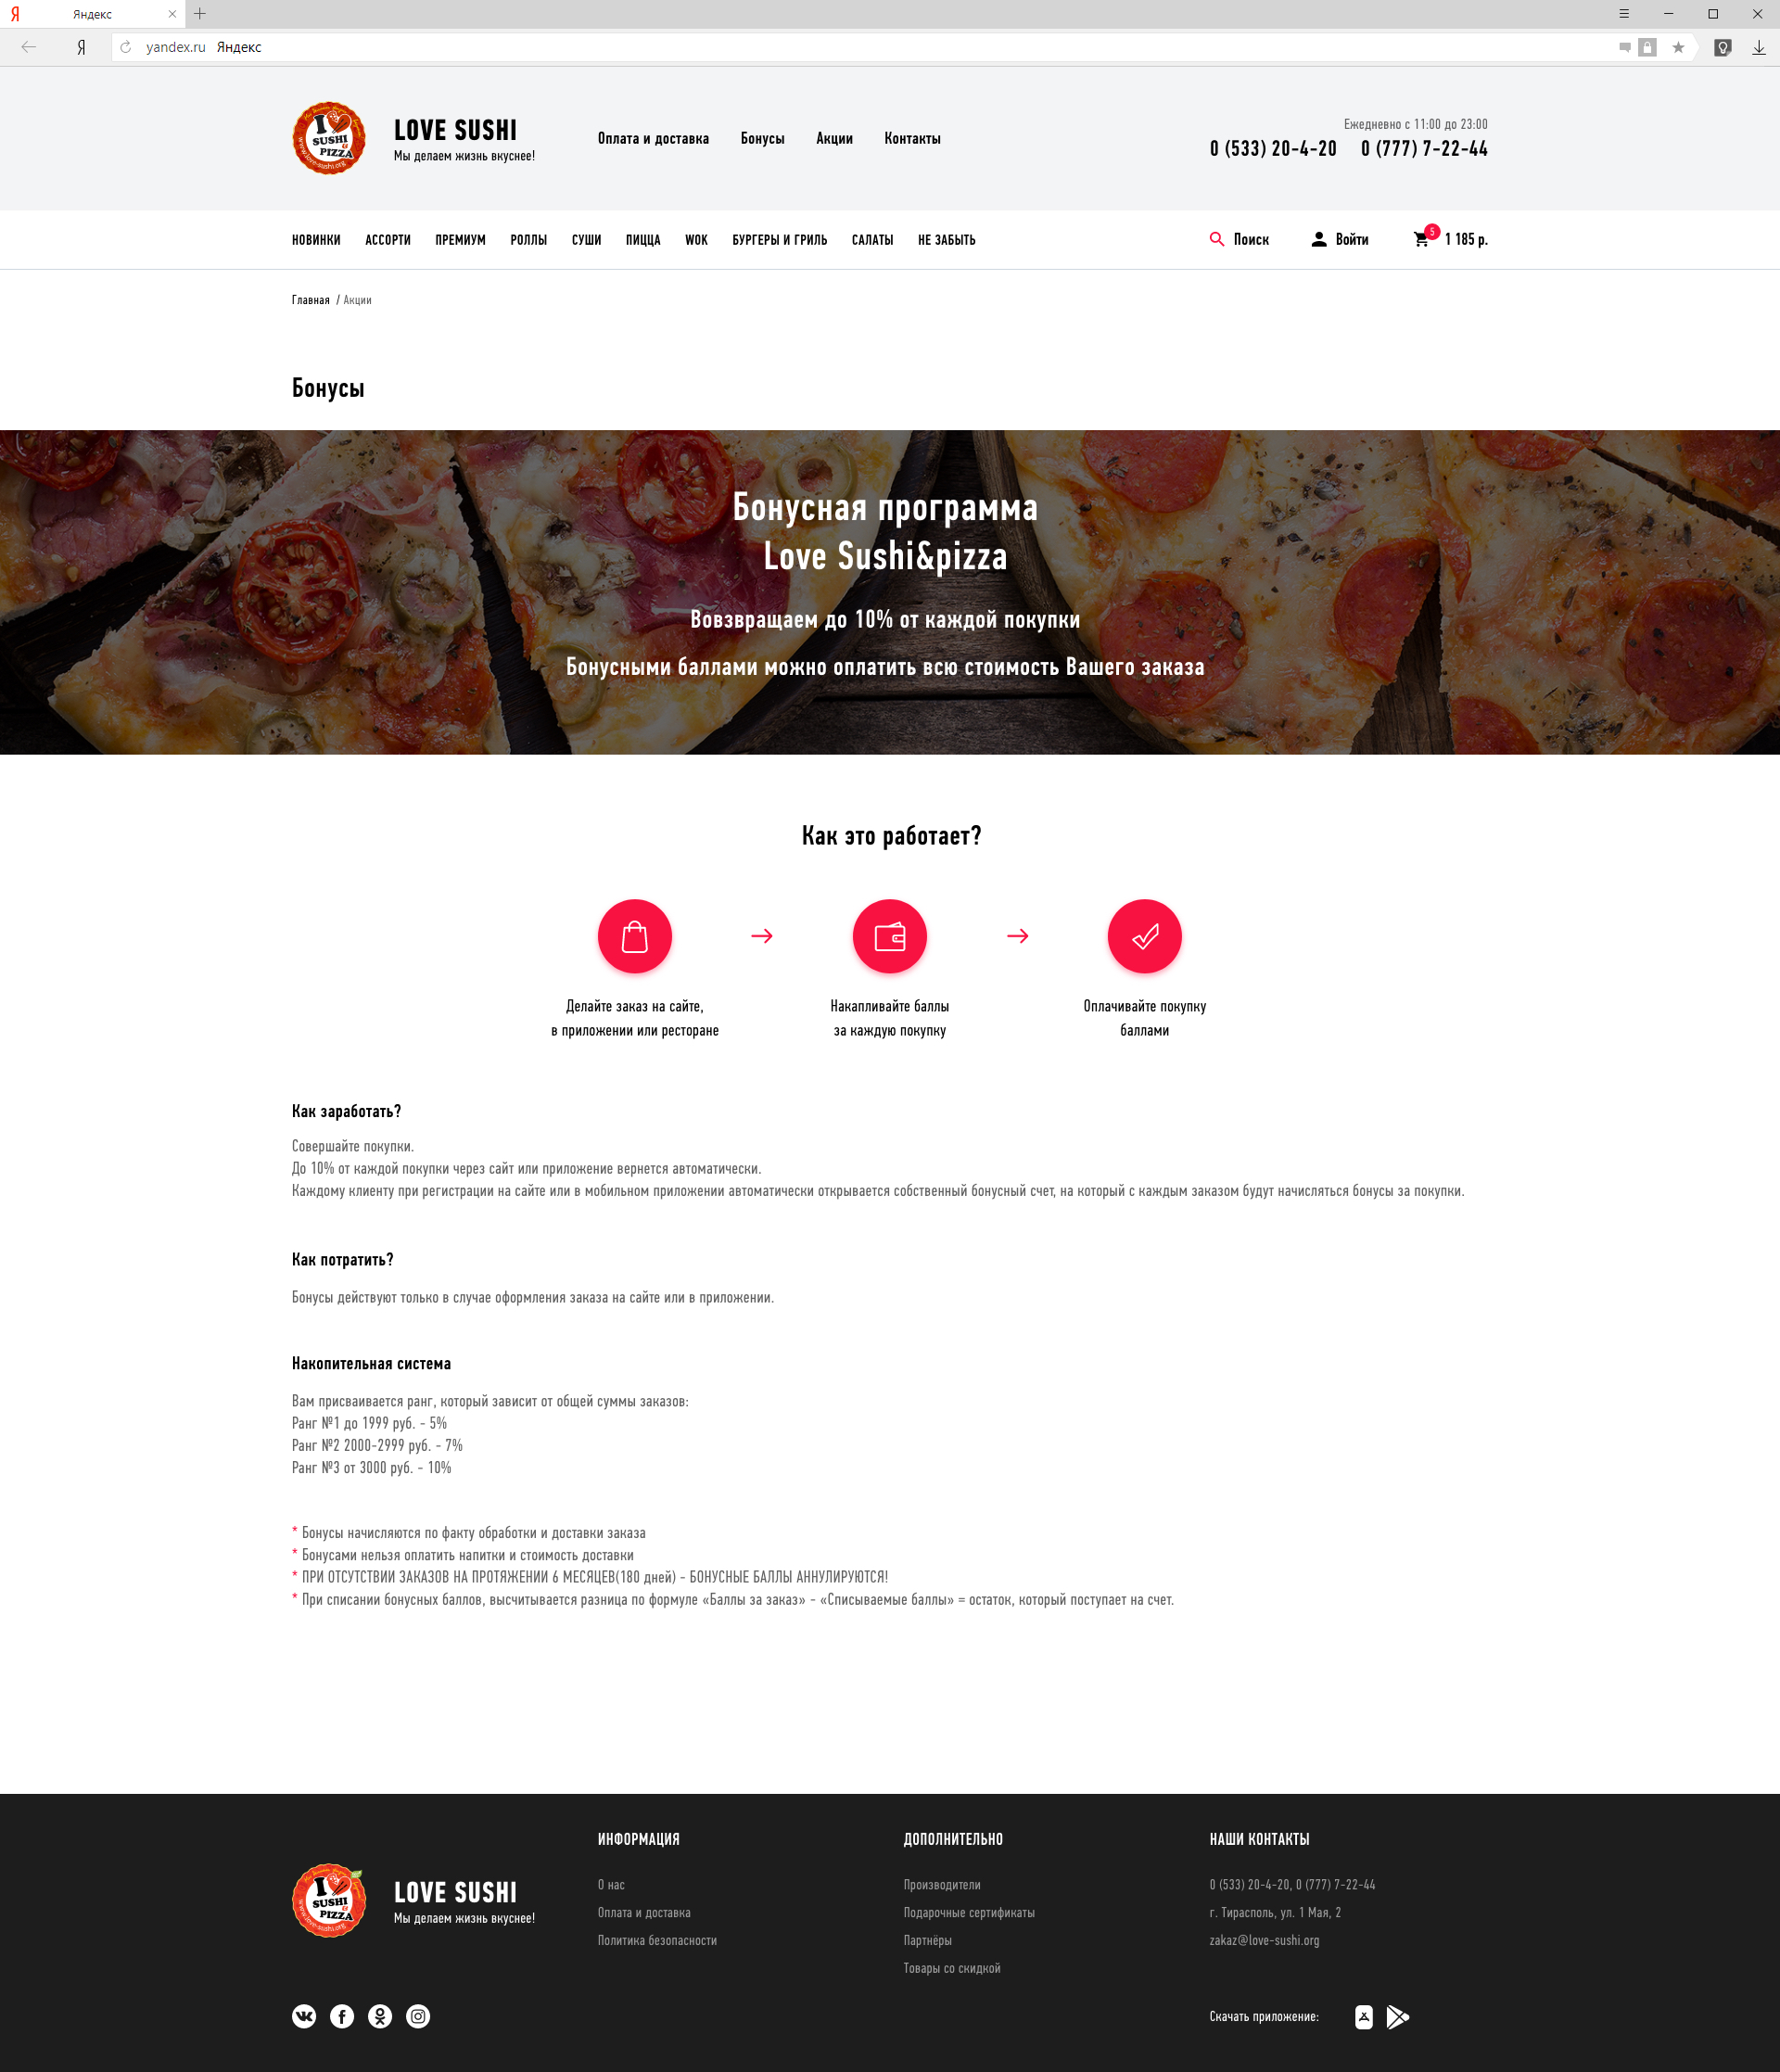 Яндекс
yandex.ru Яндекс
I SUSHI и PIZZA
www.love-sushi.org
LOVE SUSHI
Мы делаем жизнь вкуснее!
Оплата и доставка Бонусы Акции Контакты
Ежедневно с 11:00 до 23:00
0 (533) 20-4-20 0 (777) 7-22-44
НОВИНКИ АССОРТИ ПРЕМИУМ РОЛЛЫ СУШИ ПИЦЦА WOK БУРГЕРЫ И ГРИЛЬ САЛАТЫ НЕ ЗАБЫТЬ
Поиск Войти 5 1 185 р.
Главная / Акции
Бонусы
Бонусная программа
Love Sushi&pizza
Вовзвращаем до 10% от каждой покупки
Бонусными баллами можно оплатить всю стоимость Вашего заказа
Как это работает?
Делайте заказ на сайте,
в приложении или ресторане
Накапливайте баллы
за каждую покупку
Оплачивайте покупку
баллами
Как заработать?
Совершайте покупки.
До 10% от каждой покупки через сайт или приложение вернется автоматически.
Каждому клиенту при регистрации на сайте или в мобильном приложении автоматически открывается собственный бонусный счет, на который с каждым заказом будут начисляться бонусы за покупки.
Как потратить?
Бонусы действуют только в случае оформления заказа на сайте или в приложении.
Накопительная система
Вам присваивается ранг, который зависит от общей суммы заказов:
Ранг №1 до 1999 руб. - 5%
Ранг №2 2000-2999 руб. - 7%
Ранг №3 от 3000 руб. - 10%
* Бонусы начисляются по факту обработки и доставки заказа
* Бонусами нельзя оплатить напитки и стоимость доставки
* ПРИ ОТСУТСТВИИ ЗАКАЗОВ НА ПРОТЯЖЕНИИ 6 МЕСЯЦЕВ(180 дней) - БОНУСНЫЕ БАЛЛЫ АННУЛИРУЮТСЯ!
* При списании бонусных баллов, высчитывается разница по формуле «Баллы за заказ» - «Списываемые баллы» = остаток, который поступает на счет.
I SUSHI и PIZZA
www.love-sushi.org
LOVE SUSHI
Мы делаем жизнь вкуснее!
ИНФОРМАЦИЯ
О нас
Оплата и доставка
Политика безопасности
ДОПОЛНИТЕЛЬНО
Производители
Подарочные сертификаты
Партнёры
Товары со скидкой
НАШИ КОНТАКТЫ
0 (533) 20-4-20, 0 (777) 7-22-44
г. Тирасполь, ул. 1 Мая, 2
zakaz@love-sushi.org
Скачать приложение: